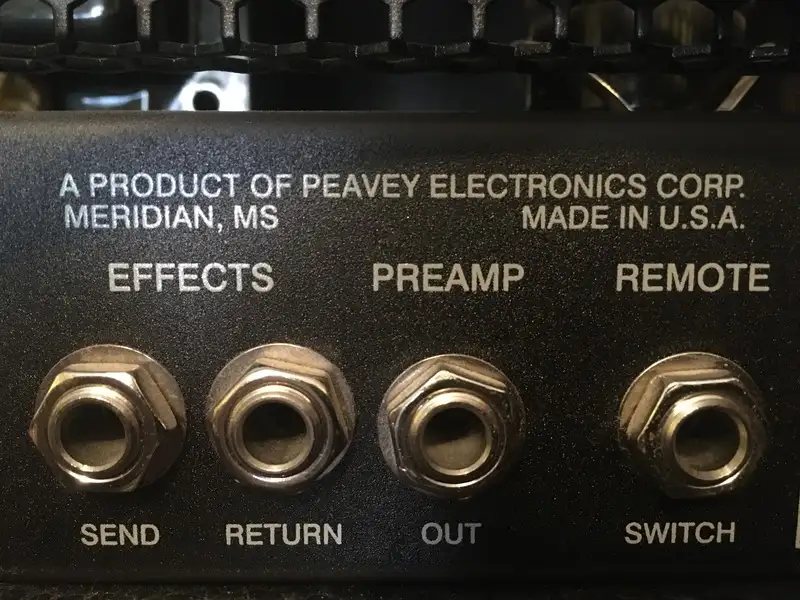 A PRODUCT OF PEAVEY ELECTRONICS CORP.
MERIDIAN, MS MADE IN U.S.A.
EFFECTS PREAMP REMOTE
SEND RETURN OUT SWITCH